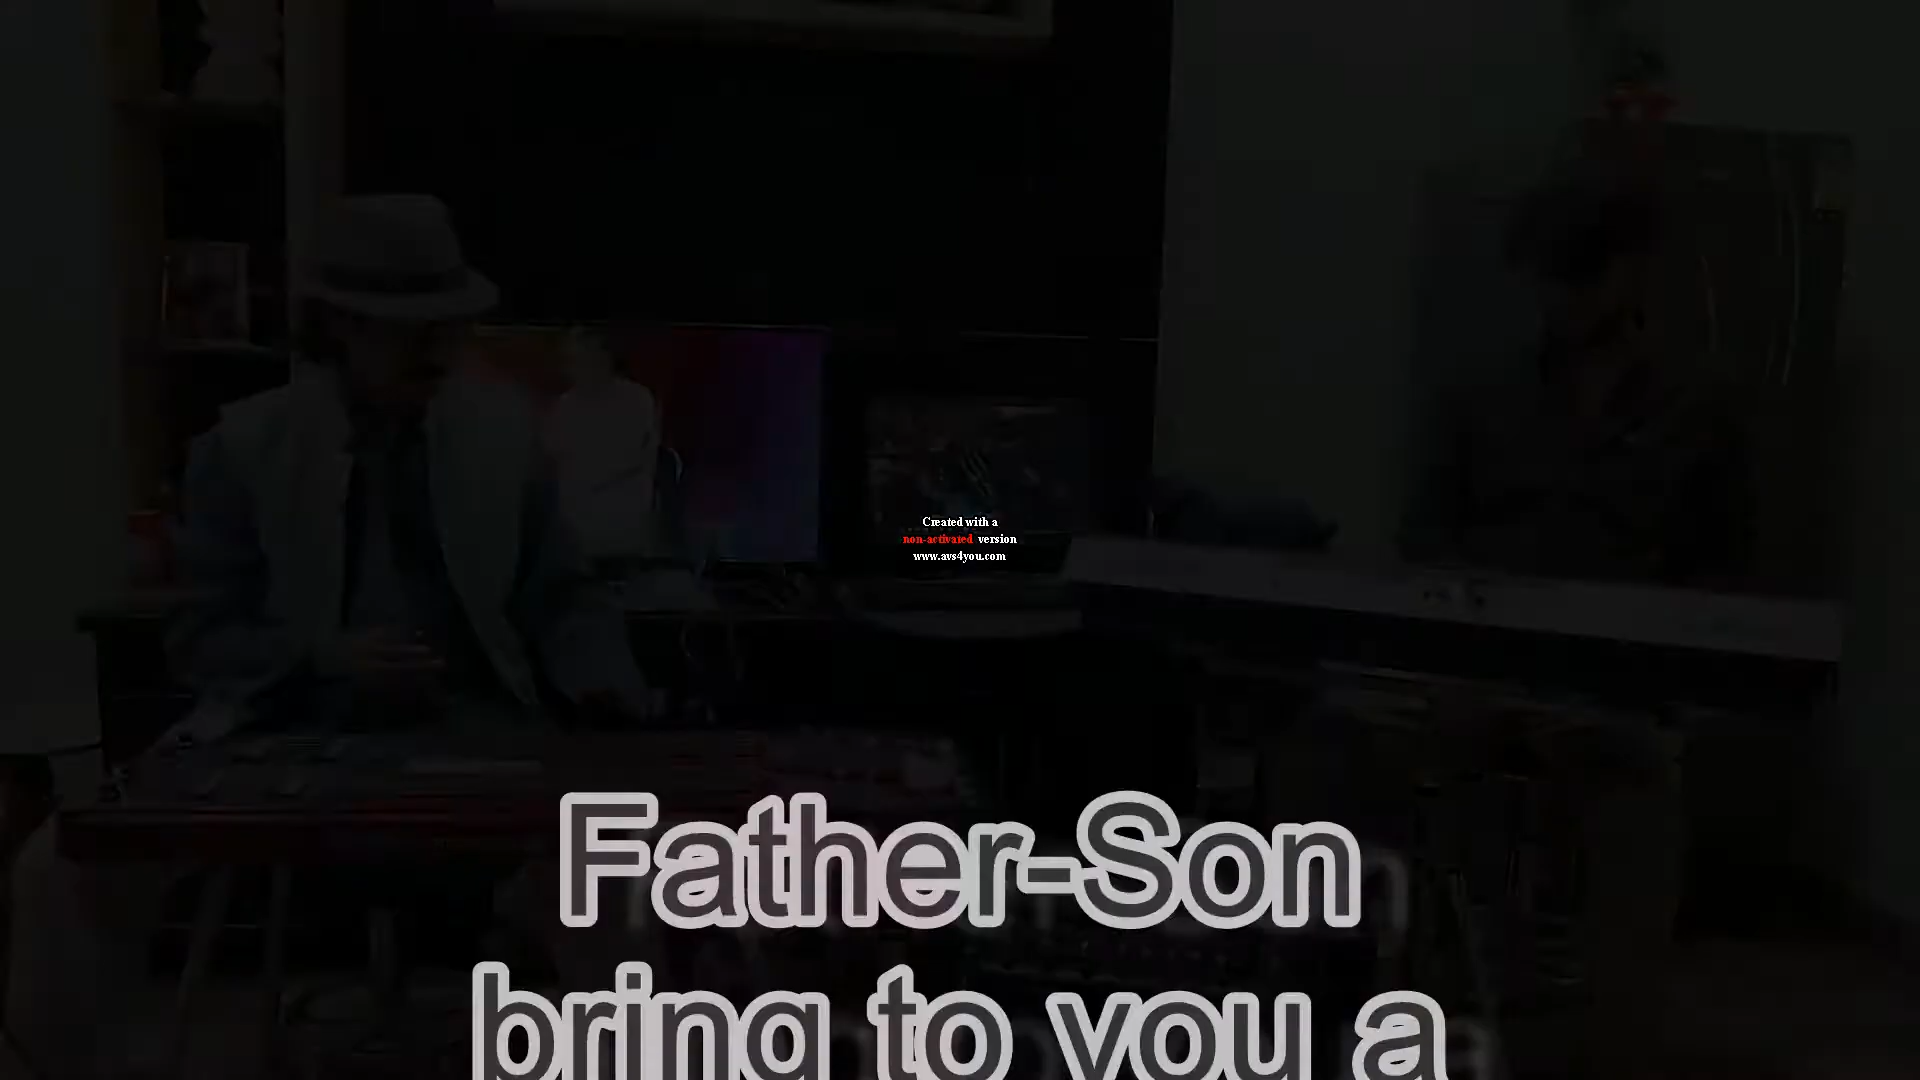 Created with a
non-activated version
www.avs4you.com
Father-Son
bring to you a